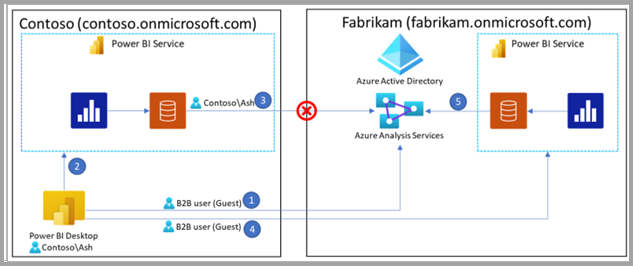 Contoso (contoso.onmicrosoft.com)
Power BI Service
Contoso\Ash
3
2
B2B user (Guest)
1
B2B user (Guest)
4
Power BI Desktop
Contoso\Ash
Fabrikam (fabrikam.onmicrosoft.com)
Power BI Service
Azure Active Directory
Azure Analysis Services
5